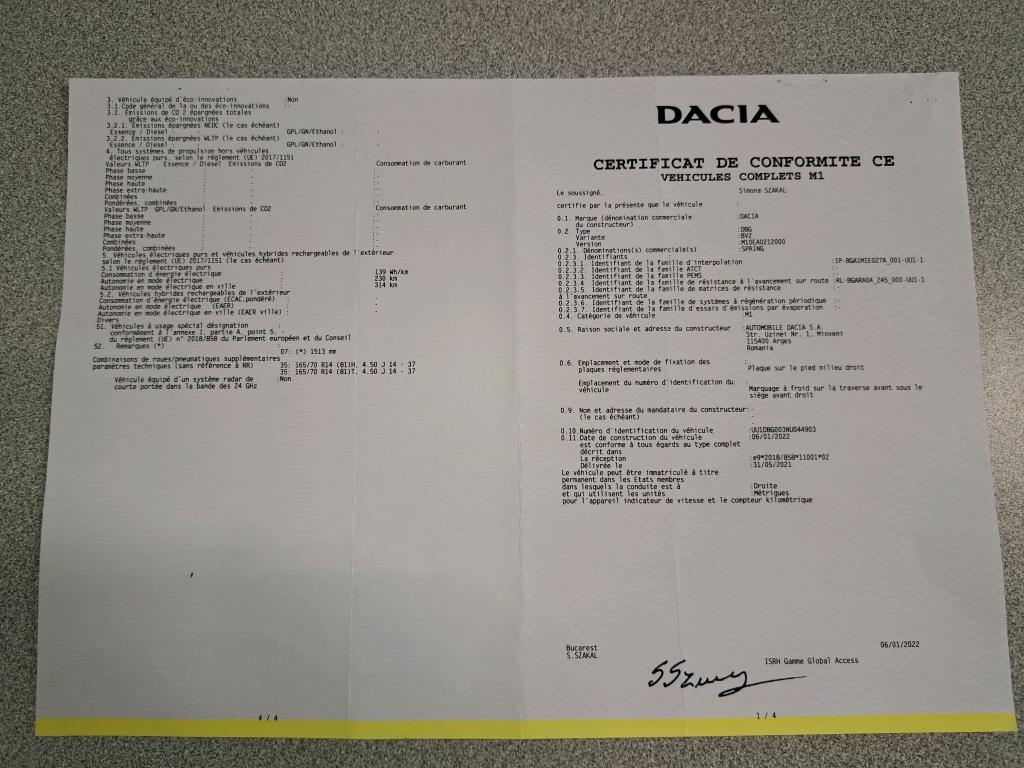 3. Véhicule équipé d'éco-innovations :Non
3.1.Code général de la ou des éco-innovations :-
3.2. Emissions de CO 2 épargnées totales
grâce aux éco-innovations
3.2.1. Emissions épargnées NEDC (le cas échéant)
Essence / Diesel : GPL/GN/Ethanol : -
3.2.2. Emissions épargnées WLTP (le cas échéant)
Essence / Diesel : GPL/GN/Ethanol : -
4. Tous systèmes de propulsion hors véhicules
électriques purs, selon le règlement (UE) 2017/1151
Valeurs WLTP Essence / Diesel Emissions de CO2 Consommation de carburant
Phase basse : - :-
Phase moyenne : - :-
Phase haute : - :-
Phase extra-haute : - :-
Combinées : - :-
Pondérées, combinées : - :-
Valeurs WLTP GPL/GN/Ethanol Emissions de CO2 Consommation de carburant
Phase basse : - :-
Phase moyenne : - :-
Phase haute : - :-
Phase extra-haute : - :-
Combinées : - :-
Pondérées, combinées : - :-
5. Véhicules électriques purs et véhicules hybrides rechargeables de l'extérieur
selon le règlement (UE) 2017/1151 (le cas échéant)
5.1 Véhicules électriques purs
Consommation d'énergie électrique : 139 Wh/km
Autonomie en mode électrique : 230 km
Autonomie en mode électrique en ville : 314 km
5.2. Véhicules hybrides rechargeables de l'extérieur
Consommation d'énergie électrique (ECAC,pondéré) : -
Autonomie en mode électrique (EAER) : -
Autonomie en mode électrique en ville (EAER ville) : -
Divers
51. Véhicules à usage spécial désignation :
conformément à l'annexe I, partie A, point 5, -
du règlement (UE) n° 2018/858 du Parlement européen et du Conseil
52. Remarques (*) :
07: (*) 1513 mm
Combinaisons de roues/pneumatiques supplémentaires :
paramètres techniques (sans référence à RR) 35: 165/70 R14 (81)H, 4.50 J 14 - 37
35: 165/70 R14 (81)T, 4.50 J 14 - 37
Véhicule équipé d'un système radar de :Non
courte portée dans la bande des 24 GHz
4 / 4
DACIA
CERTIFICAT DE CONFORMITE CE
VEHICULES COMPLETS M1
Le soussigné, Simona SZAKAL
certifie par la présente que le véhicule :
0.1. Marque (dénomination commerciale :DACIA
du constructeur)
0.2. Type :DBG
Variante :BV2
Version :M10EA0212000
0.2.1. Dénominations(s) commerciale(s) :SPRING
0.2.3. Identifiants
0.2.3.1. Identifiant de la famille d'interpolation :IP-BGA1M1E027A_001-UU1-1
0.2.3.2. Identifiant de la famille ATCT :-
0.2.3.3. Identifiant de la famille PEMS :-
0.2.3.4. Identifiant de la famille de résistance à l'avancement sur route :RL-BGARADA_245_000-UU1-1
0.2.3.5. Identifiant de la famille de matrices de résistance :-
à l'avancement sur route
0.2.3.6. Identifiant de la famille de systèmes à régénération périodique :-
0.2.3.7. Identifiant de la famille d'essais d'émissions par évaporation :-
0.4. Catégorie de véhicule :M1
0.5. Raison sociale et adresse du constructeur :AUTOMOBILE DACIA S.A.
Str. Uzinei Nr. 1, Mioveni
115400 Arges
Romania
0.6. Emplacement et mode de fixation des :
plaques réglementaires Plaque sur le pied milieu droit
Emplacement du numéro d'identification du :
véhicule Marquage à froid sur la traverse avant sous le
siège avant droit
0.9. Nom et adresse du mandataire du constructeur:-
(le cas échéant) -
0.10.Numéro d'identification du véhicule :UU1DBG003NU044903
0.11.Date de construction du véhicule :06/01/2022
est conforme à tous égards au type complet
décrit dans
La réception :e9*2018/858*11001*02
Délivrée le :31/05/2021
Le véhicule peut être immatriculé à titre
permanent dans les Etats membres
dans lesquels la conduite est à :Droite
et qui utilisent les unités :Métriques
pour l'appareil indicateur de vitesse et le compteur kilométrique
Bucarest 06/01/2022
S.SZAKAL
ISRH Gamme Global Access
1 / 4